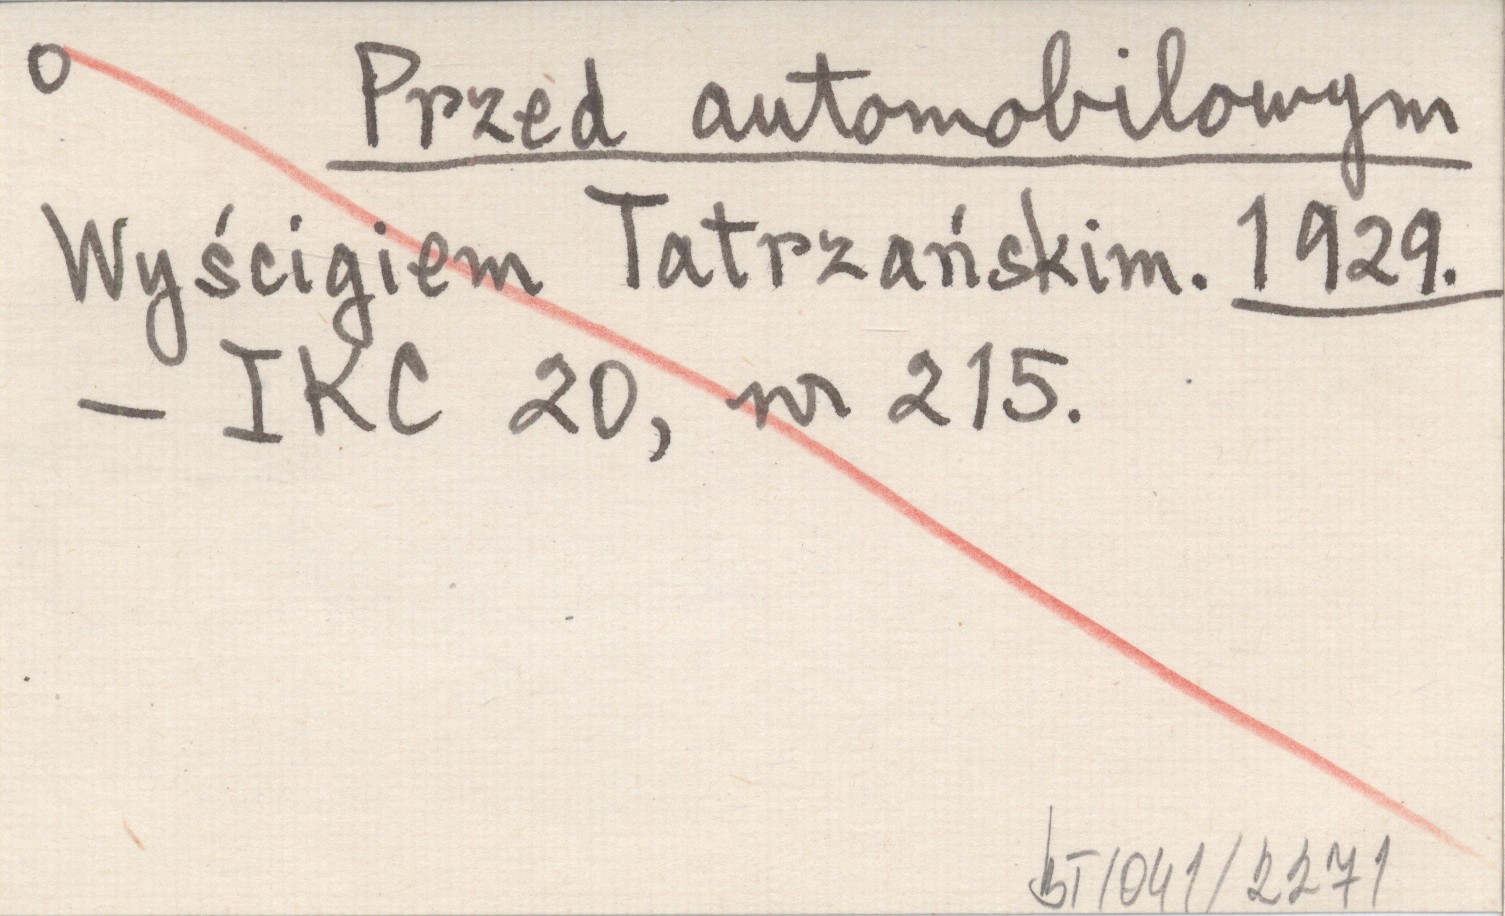 O Przed automobilowym
Wyścigiem Tatrzańskim. 1929.
– IKC 20, nr 215.
bT/041/2271